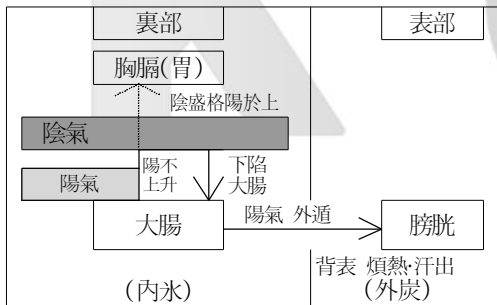 裏部
表部
胸膈(胃)
陰盛格陽於上
陰氣
陽氣
陽不
上升
下陷
大腸
大腸
陽氣 外遁
膀胱
背表 煩熱·汗出
(内氷)
(外炭)